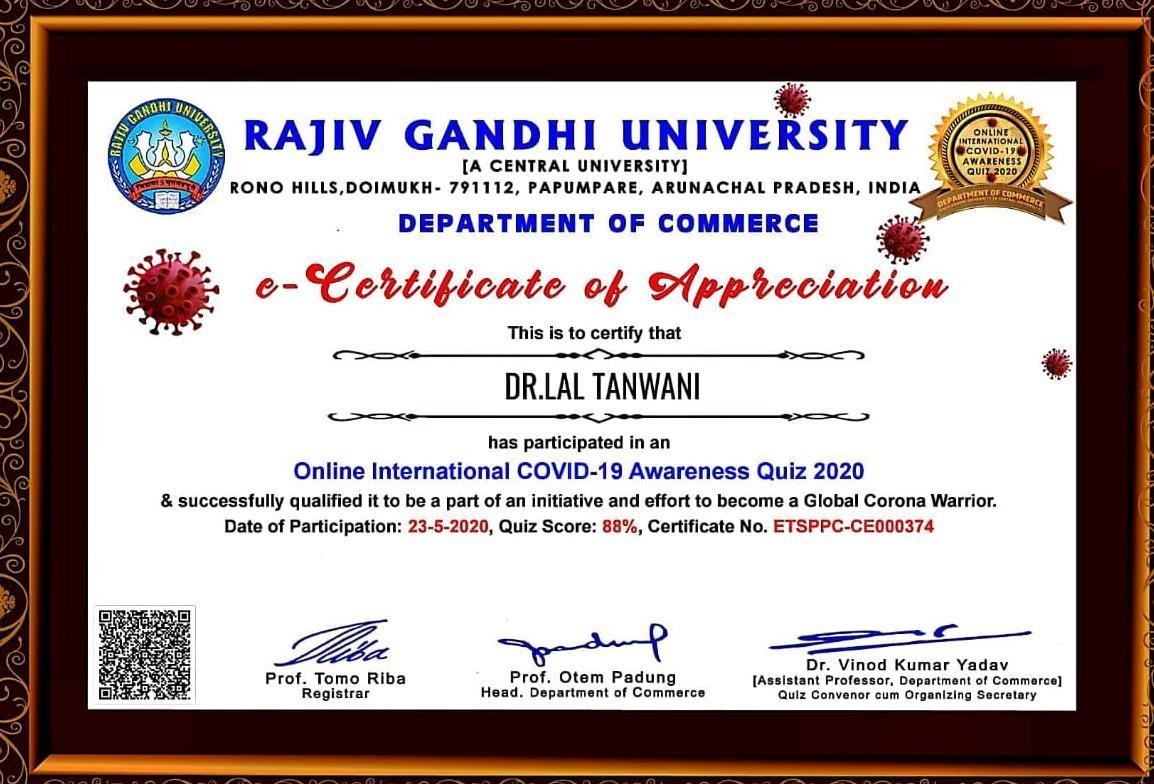 RAJIV GANDHI UNIVERSITY
RAJIV GANDHI UNIVERSITY
[A CENTRAL UNIVERSITY]
RONO HILLS,DOIMUKH- 791112, PAPUMPARE, ARUNACHAL PRADESH, INDIA
DEPARTMENT OF COMMERCE
ONLINE
INTERNATIONAL
COVID-19
AWARENESS
QUIZ 2020
DEPARTMENT OF COMMERCE
e-Certificate of Appreciation
This is to certify that
DR.LAL TANWANI
has participated in an
Online International COVID-19 Awareness Quiz 2020
& successfully qualified it to be a part of an initiative and effort to become a Global Corona Warrior.
Date of Participation: 23-5-2020, Quiz Score: 88%, Certificate No. ETSPPC-CE000374
Riba
Prof. Tomo Riba
Registrar
Prof. Otem Padung
Head. Department of Commerce
Dr. Vinod Kumar Yadav
[Assistant Professor, Department of Commerce]
Quiz Convenor cum Organizing Secretary